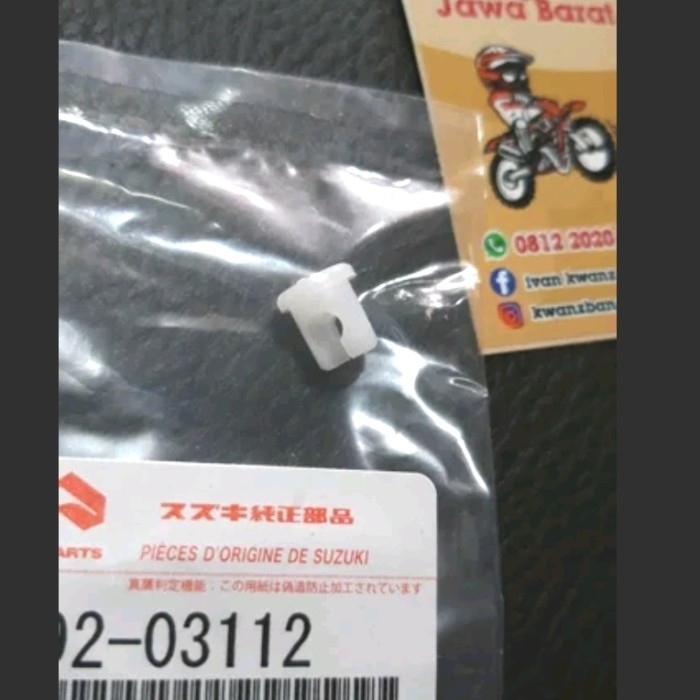 Jawa Barat
0812 2020
ivan kwanz
kwanzban
スズキ純正部品
PARTS
PIÈCES D'ORIGINE DE SUZUKI
真贋判定機能：この用紙は偽造防止加工されています
92-03112